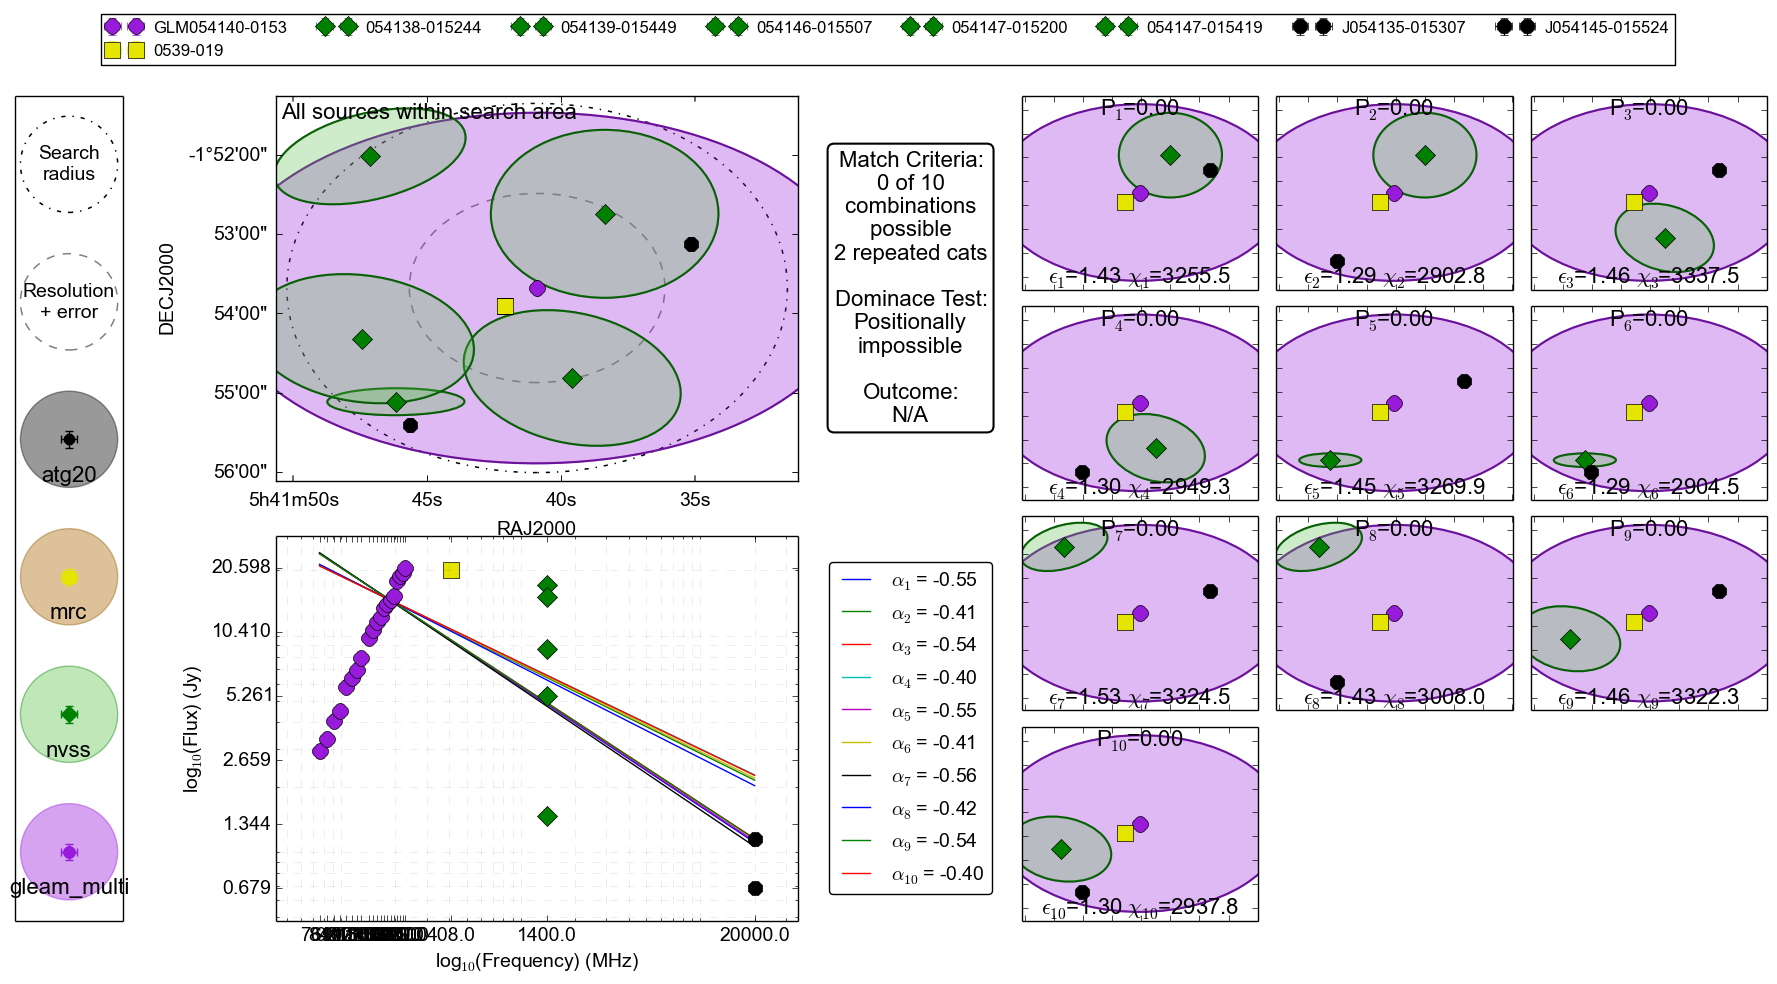 GLM054140-0153 054138-015244 054139-015449 054146-015507 054147-015200 054147-015419 J054135-015307 J054145-015524
0539-019
Search
radius
Resolution
+ error
atg20
mrc
nvss
gleam_multi
All sources within search area
DECJ2000
-1°52'00"
53'00"
54'00"
55'00"
56'00"
5h41m50s 45s 40s 35s
RAJ2000
Match Criteria:
0 of 10
combinations
possible
2 repeated cats
Dominace Test:
Positionally
impossible
Outcome:
N/A
log10(Flux) (Jy)
20.598
10.410
5.261
2.659
1.344
0.679
408.0 1400.0 20000.0
log10(Frequency) (MHz)
α1 = -0.55
α2 = -0.41
α3 = -0.54
α4 = -0.40
α5 = -0.55
α6 = -0.41
α7 = -0.56
α8 = -0.42
α9 = -0.54
α10 = -0.40
P1=0.00
ϵ1=1.43 χ1=3255.5
P2=0.00
ϵ2=1.29 χ2=2902.8
P3=0.00
ϵ3=1.46 χ3=3337.5
P4=0.00
ϵ4=1.30 χ4=2949.3
P5=0.00
ϵ5=1.45 χ5=3269.9
P6=0.00
ϵ6=1.29 χ6=2904.5
P7=0.00
ϵ7=1.53 χ7=3324.5
P8=0.00
ϵ8=1.43 χ8=3008.0
P9=0.00
ϵ9=1.46 χ9=3322.3
P10=0.00
ϵ10=1.30 χ10=2937.8